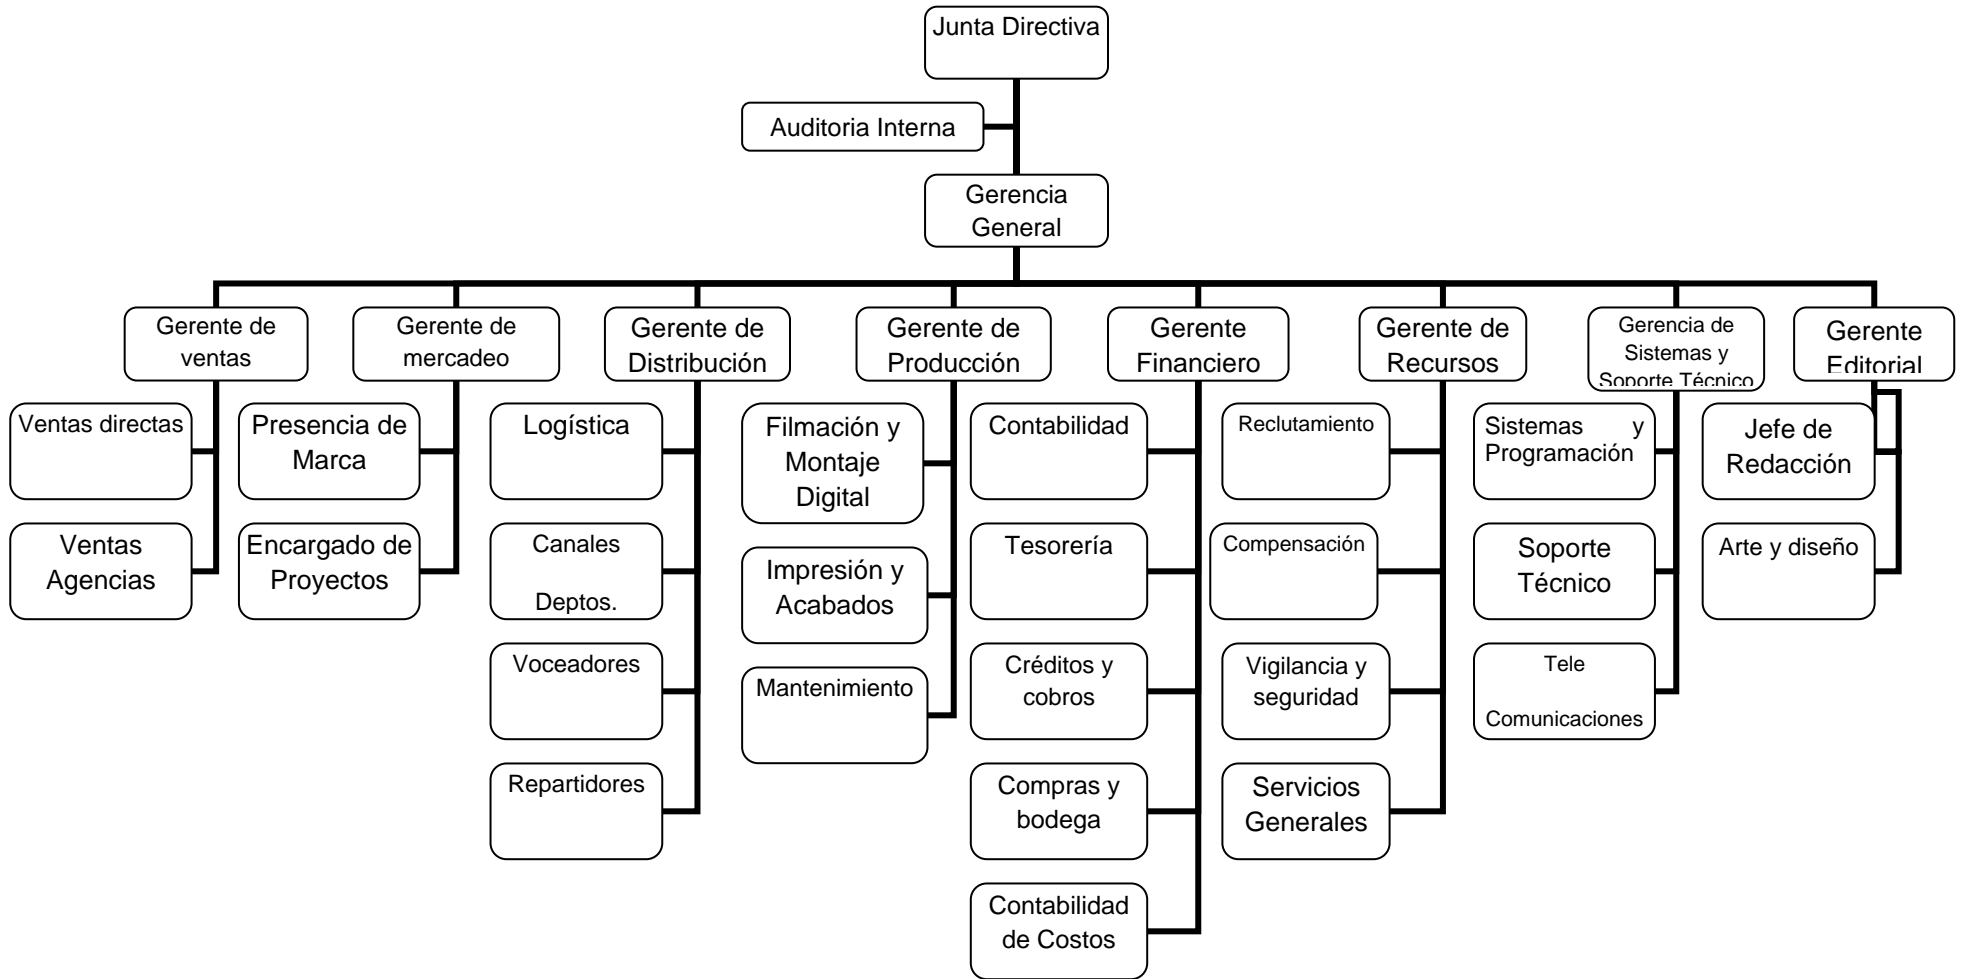 Junta Directiva
Auditoria Interna
Gerencia
General
Gerente de
ventas
Gerente de
mercadeo
Gerente de
Distribución
Gerente de
Producción
Gerente
Financiero
Gerente de
Recursos
Gerencia de
Sistemas y
Soporte Técnico
Gerente
Editorial
Ventas directas
Ventas
Agencias
Presencia de
Marca
Encargado de
Proyectos
Logística
Canales
Deptos.
Voceadores
Repartidores
Filmación y
Montaje
Digital
Impresión y
Acabados
Mantenimiento
Contabilidad
Tesorería
Créditos y
cobros
Compras y
bodega
Contabilidad
de Costos
Reclutamiento
Compensación
Vigilancia y
seguridad
Servicios
Generales
Sistemas y
Programación
Soporte
Técnico
Tele
Comunicaciones
Jefe de
Redacción
Arte y diseño